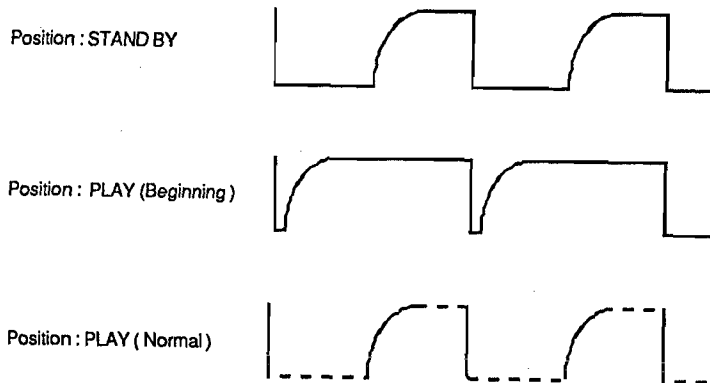 Position : STAND BY
Position : PLAY (Beginning)
Position : PLAY ( Normal )